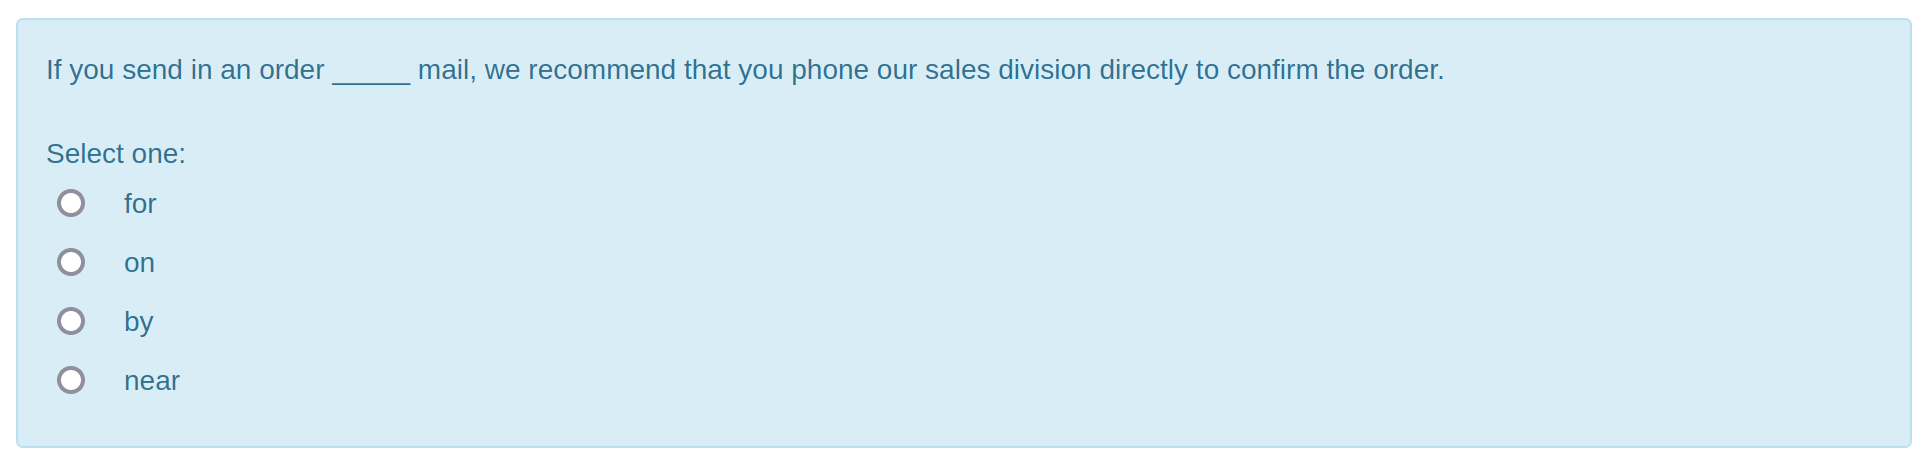 If you send in an order _____ mail, we recommend that you phone our sales division directly to confirm the order.
Select one:
for
on
by
near